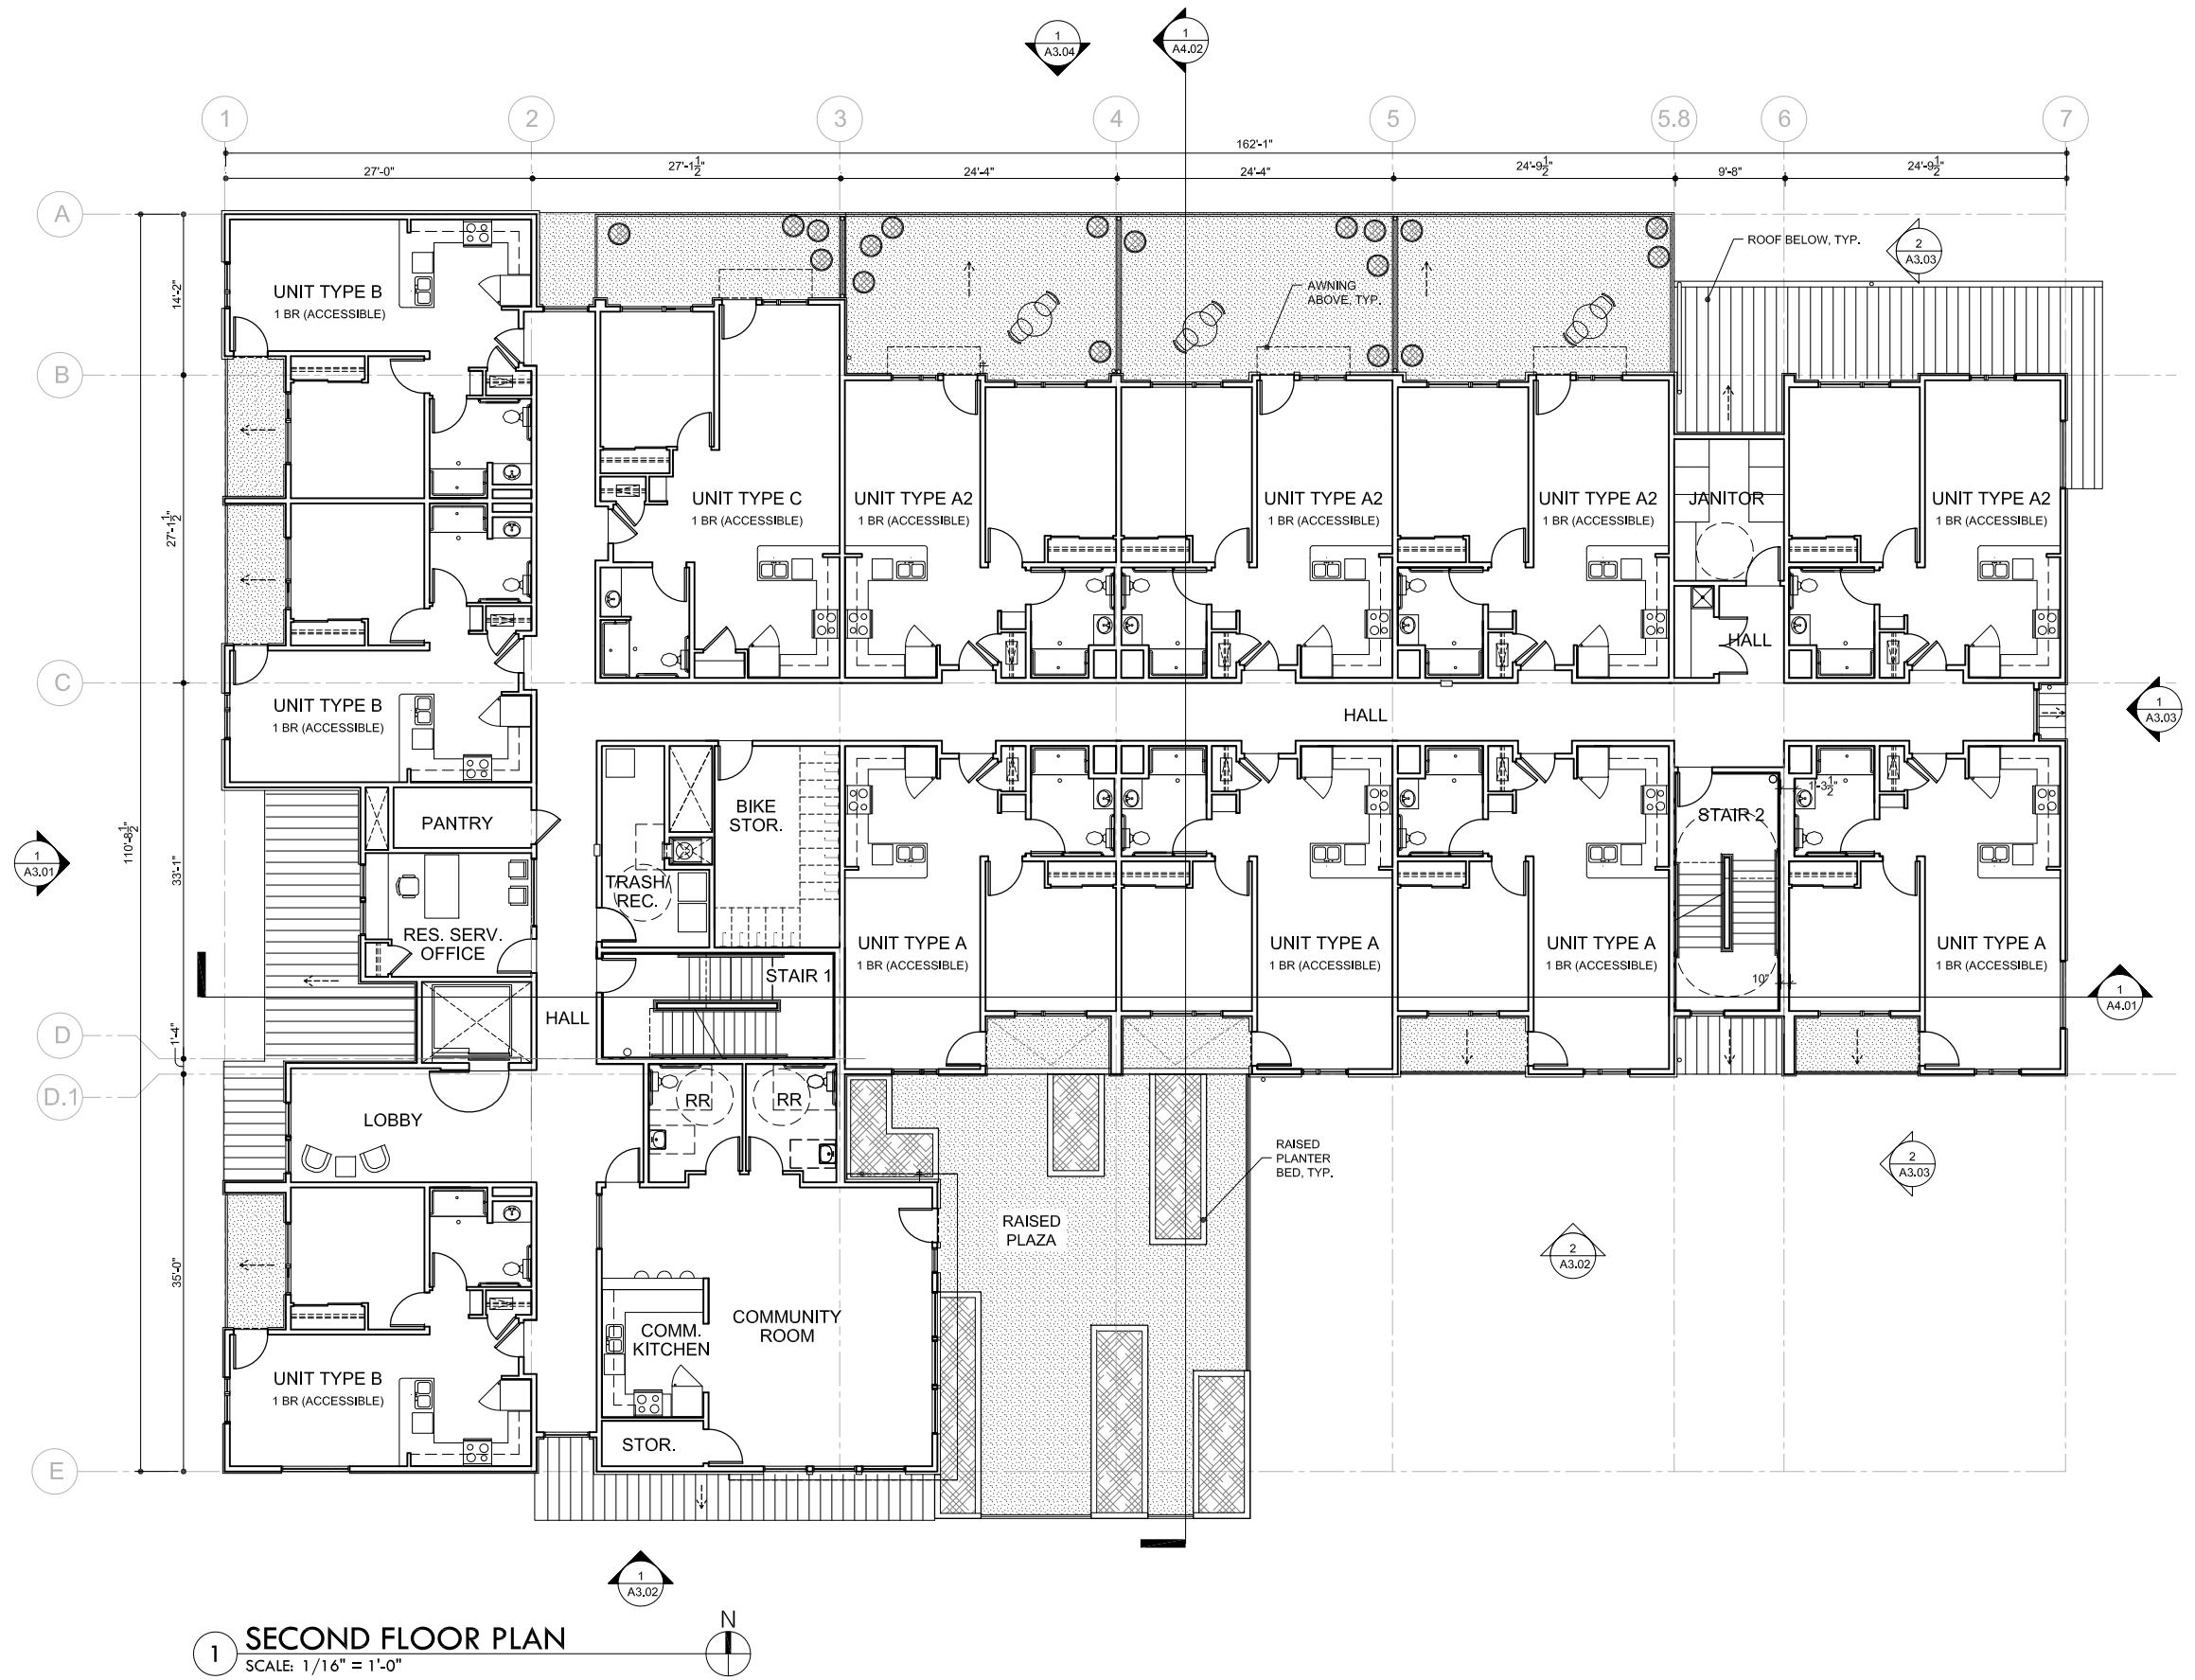 1
A3.04
1
A4.02
1
2
3
4
5
5.8
6
7
162'-1"
27'-0"
27'-1 1/2"
24'-4"
24'-4"
24'-9 1/2"
9'-8"
24'-9 1/2"
A
B
C
D
D.1
E
14'-2"
27'-1 1/2"
110'-8 1/2"
33'-1"
1'-4"
35'-0"
ROOF BELOW, TYP.
2
A3.03
AWNING
ABOVE, TYP.
UNIT TYPE B
1 BR (ACCESSIBLE)
UNIT TYPE C
1 BR (ACCESSIBLE)
UNIT TYPE A2
1 BR (ACCESSIBLE)
UNIT TYPE A2
1 BR (ACCESSIBLE)
UNIT TYPE A2
1 BR (ACCESSIBLE)
JANITOR
UNIT TYPE A2
1 BR (ACCESSIBLE)
HALL
UNIT TYPE B
1 BR (ACCESSIBLE)
HALL
1
A3.03
PANTRY
BIKE
STOR.
STAIR 2
1'-3 1/2"
1
A3.01
TRASH/
REC.
RES. SERV.
OFFICE
UNIT TYPE A
1 BR (ACCESSIBLE)
UNIT TYPE A
1 BR (ACCESSIBLE)
UNIT TYPE A
1 BR (ACCESSIBLE)
UNIT TYPE A
1 BR (ACCESSIBLE)
STAIR 1
10"
1
A4.01
HALL
LOBBY
RR
RR
RAISED
PLANTER
BED, TYP.
2
A3.03
RAISED
PLAZA
2
A3.02
COMMUNITY
ROOM
COMM.
KITCHEN
UNIT TYPE B
1 BR (ACCESSIBLE)
STOR.
1
A3.02
N
1
SECOND FLOOR PLAN
SCALE: 1/16" = 1'-0"